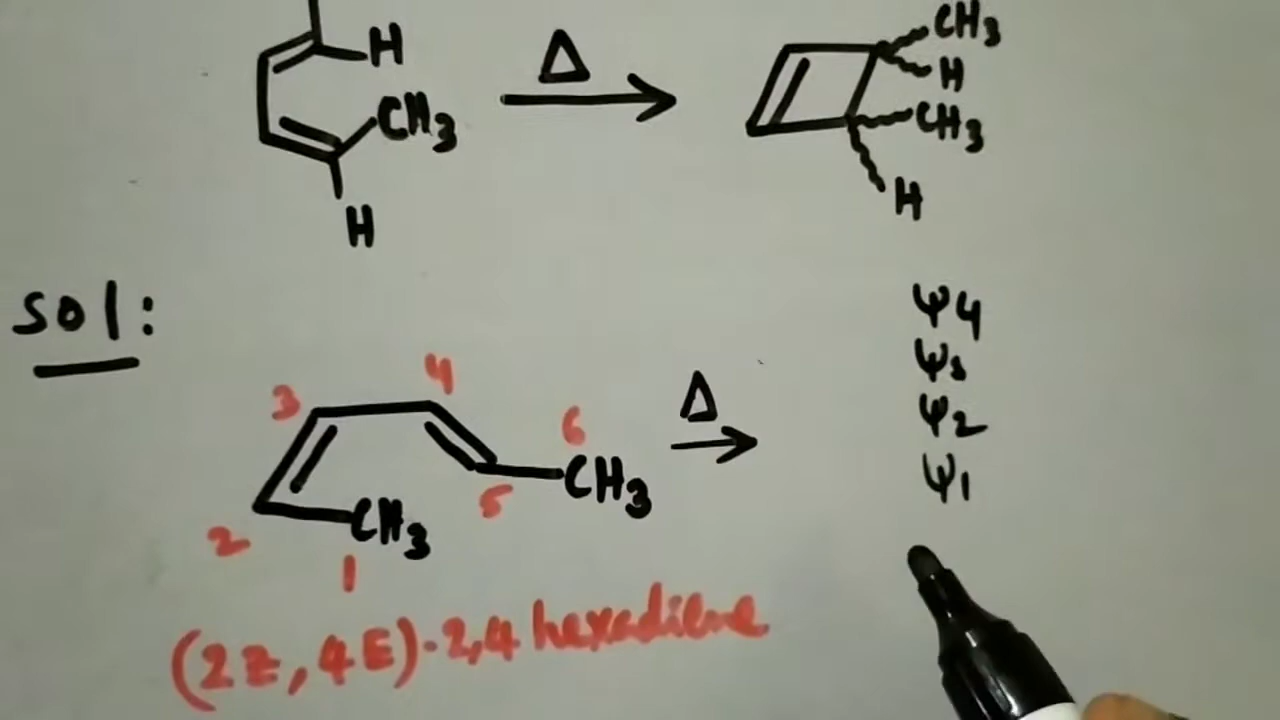 H
Δ
CH3
H
CH3
CH3
H
H
sol:
ψ4
ψ3
ψ2
ψ1
3
4
6
Δ
CH3
5
2
CH3
1
(2Z, 4E)-2,4 hexadiene